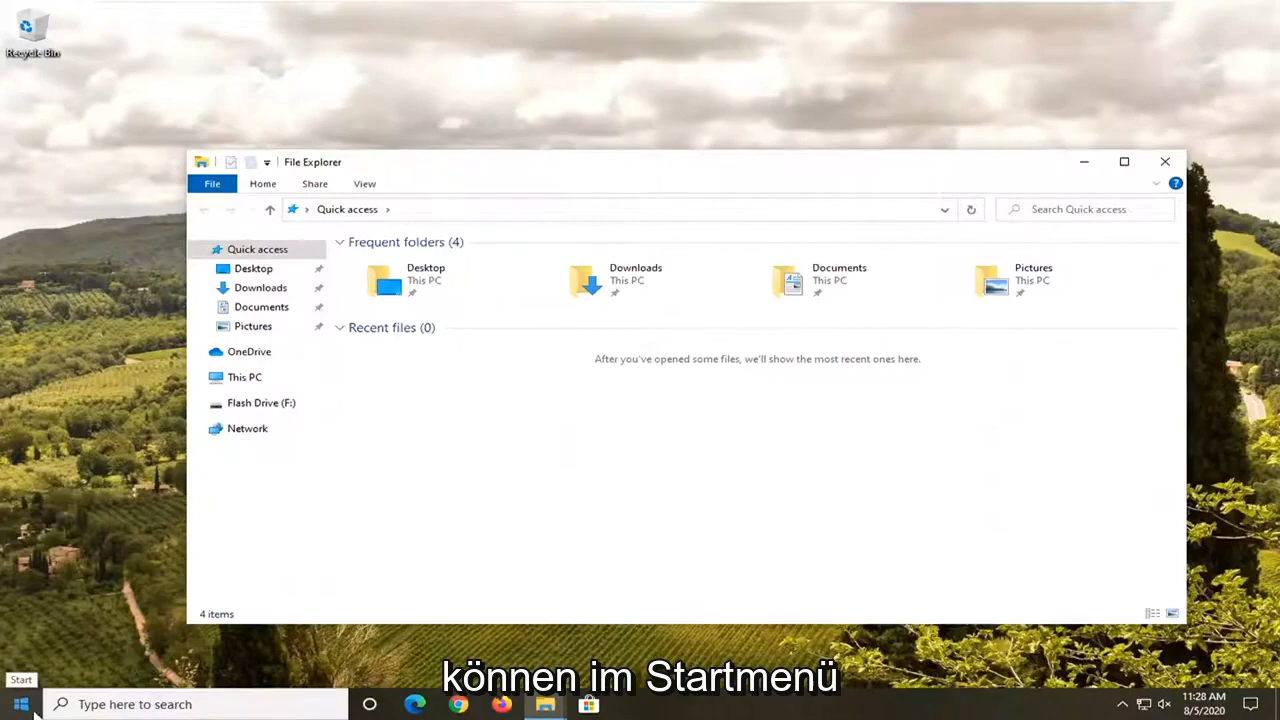 Recycle Bin
File Explorer
File Home Share View
Quick access
Search Quick access
Quick access
Desktop
Downloads
Documents
Pictures
OneDrive
This PC
Flash Drive (F:)
Network
Frequent folders (4)
Desktop
This PC
Downloads
This PC
Documents
This PC
Pictures
This PC
Recent files (0)
After you've opened some files, we'll show the most recent ones here.
4 items
können im Startmenü
Start
Type here to search
11:28 AM
8/5/2020